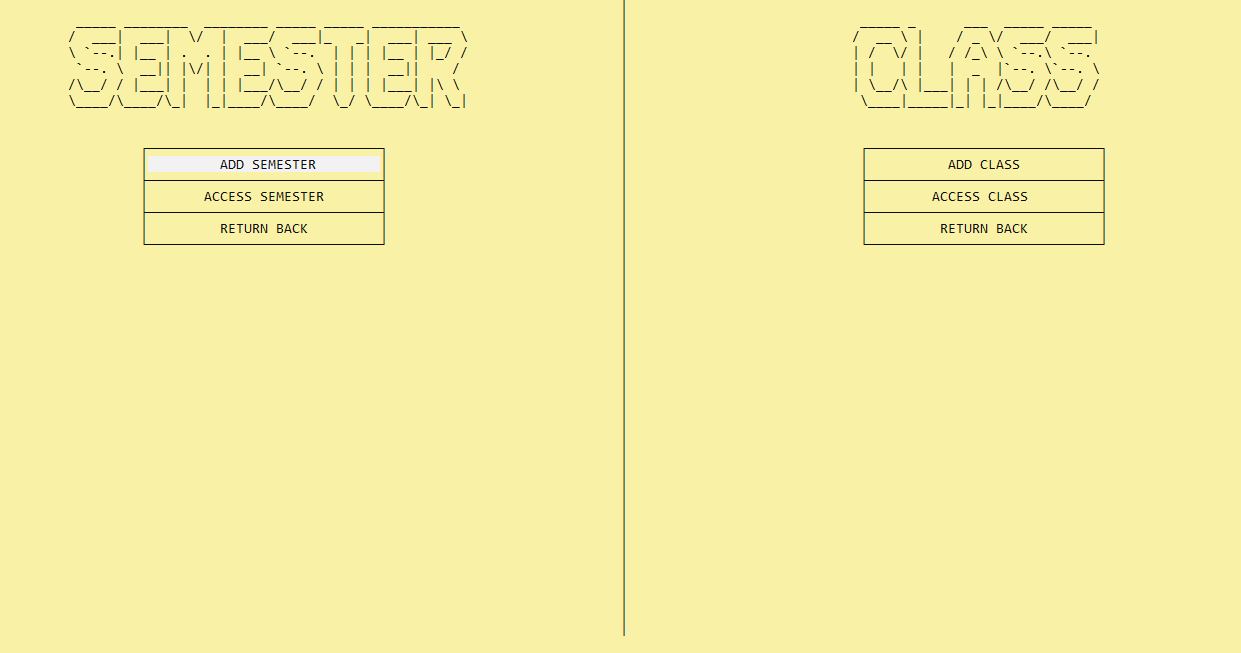 SEMESTER
ADD SEMESTER
ACCESS SEMESTER
RETURN BACK
CLASS
ADD CLASS
ACCESS CLASS
RETURN BACK